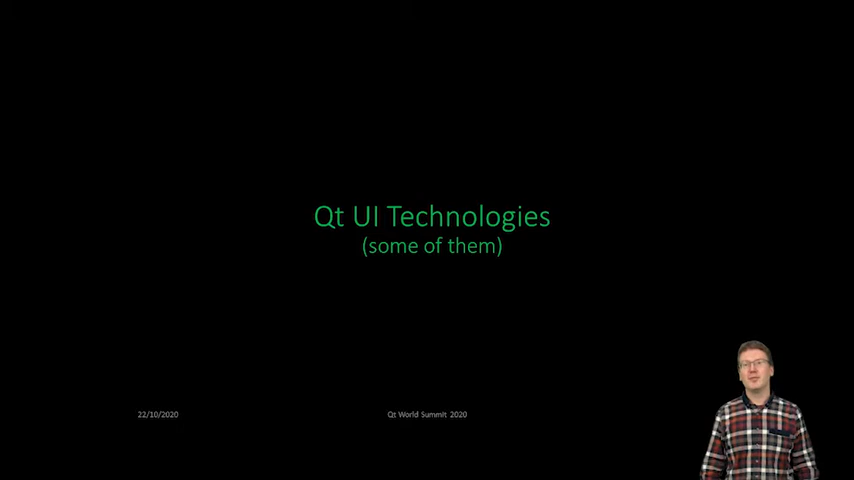 Qt UI Technologies
(some of them)
22/10/2020
Qt World Summit 2020